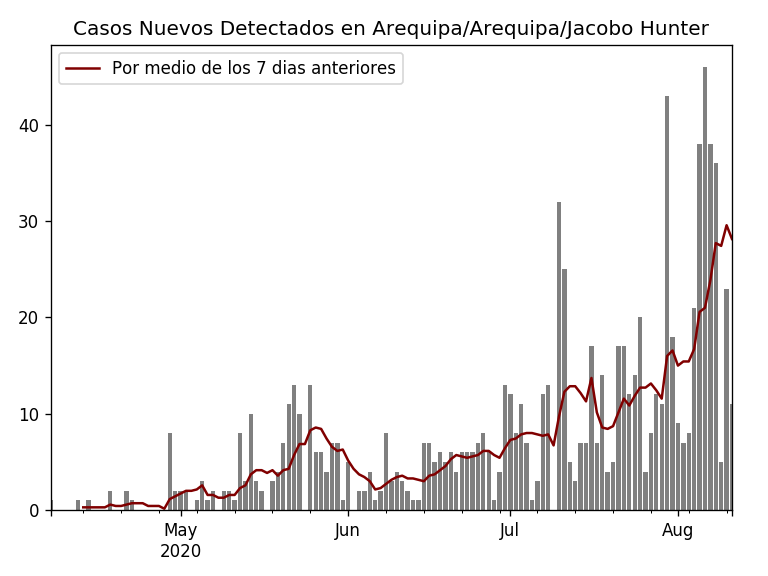 Casos Nuevos Detectados en Arequipa/Arequipa/Jacobo Hunter
Por medio de los 7 dias anteriores
40
30
20
10
0
May
2020
Jun
Jul
Aug